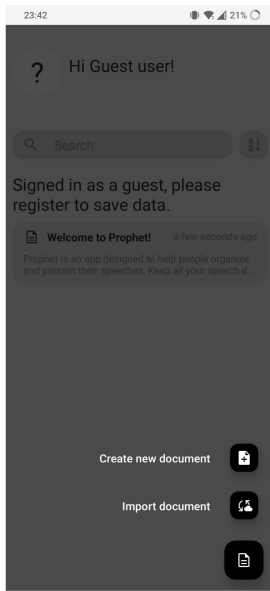 23:42
21%
?
Hi Guest user!
Search
Signed in as a guest, please
register to save data.
Welcome to Prophet! a few seconds ago
Prophet is an app designed to help people organize
and present their speeches. Keep all your speech d...
Create new document
Import document